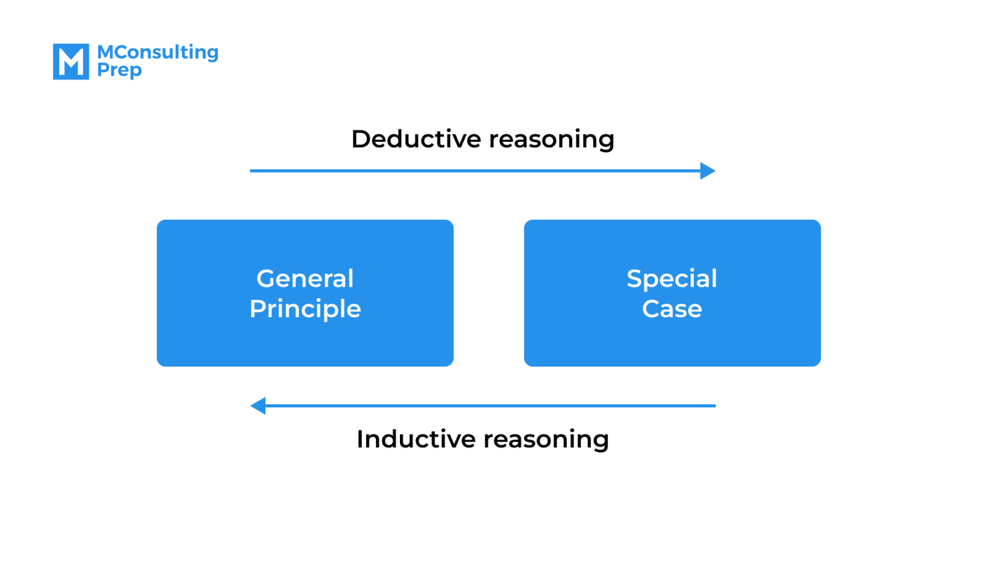 MConsulting
Prep
Deductive reasoning
General
Principle
Special
Case
Inductive reasoning